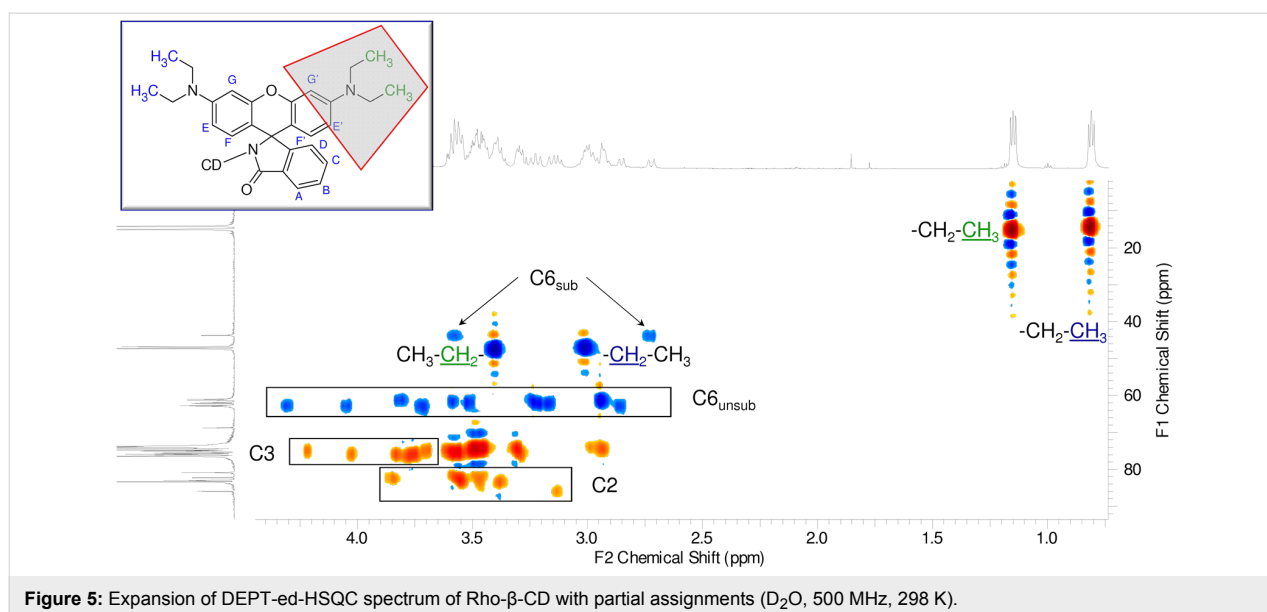 H₃C
CH₃
H₃C
N
G
O
G'
N
CH₃
E
F
F'
E'
CD
N
D
C
O
A
B
-CH₂-CH₃
20
C6sub
40
-CH₂-CH₃
CH₃-CH₂-
-CH₂-CH₃
60
C6unsub
C3
80
C2
4.0
3.5
3.0
2.5
2.0
1.5
1.0
F2 Chemical Shift (ppm)
F1 Chemical Shift (ppm)
Figure 5: Expansion of DEPT-ed-HSQC spectrum of Rho-β-CD with partial assignments (D₂O, 500 MHz, 298 K).